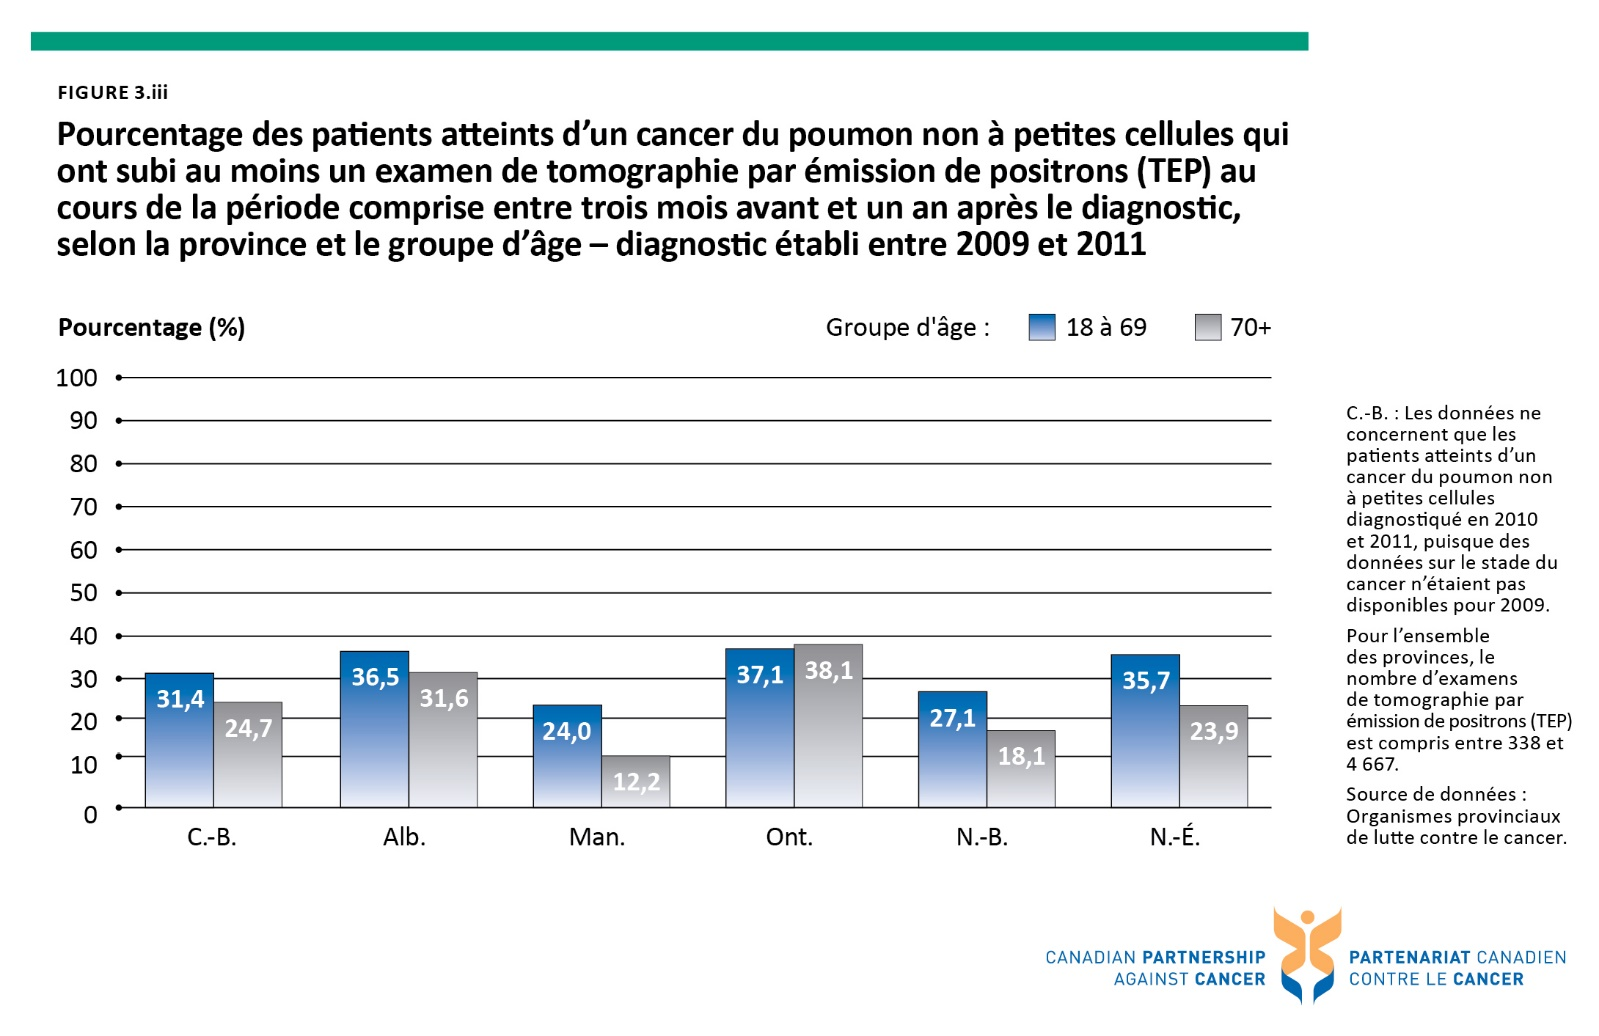 FIGURE 3.iii
Pourcentage des patients atteints d’un cancer du poumon non à petites cellules qui
ont subi au moins un examen de tomographie par émission de positrons (TEP) au
cours de la période comprise entre trois mois avant et un an après le diagnostic,
selon la province et le groupe d’âge – diagnostic établi entre 2009 et 2011
Pourcentage (%)
Groupe d'âge : 18 à 69 70+
100
90
80
70
60
50
40
30
20
10
0
31,4 24,7
36,5 31,6
24,0 12,2
37,1 38,1
27,1 18,1
35,7 23,9
C.-B. Alb. Man. Ont. N.-B. N.-É.
C.-B. : Les données ne
concernent que les
patients atteints d’un
cancer du poumon non
à petites cellules
diagnostiqué en 2010
et 2011, puisque des
données sur le stade du
cancer n’étaient pas
disponibles pour 2009.
Pour l’ensemble
des provinces, le
nombre d’examens
de tomographie par
émission de positrons (TEP)
est compris entre 338 et
4 667.
Source de données :
Organismes provinciaux
de lutte contre le cancer.
CANADIAN PARTNERSHIP
AGAINST CANCER
PARTENARIAT CANADIEN
CONTRE LE CANCER